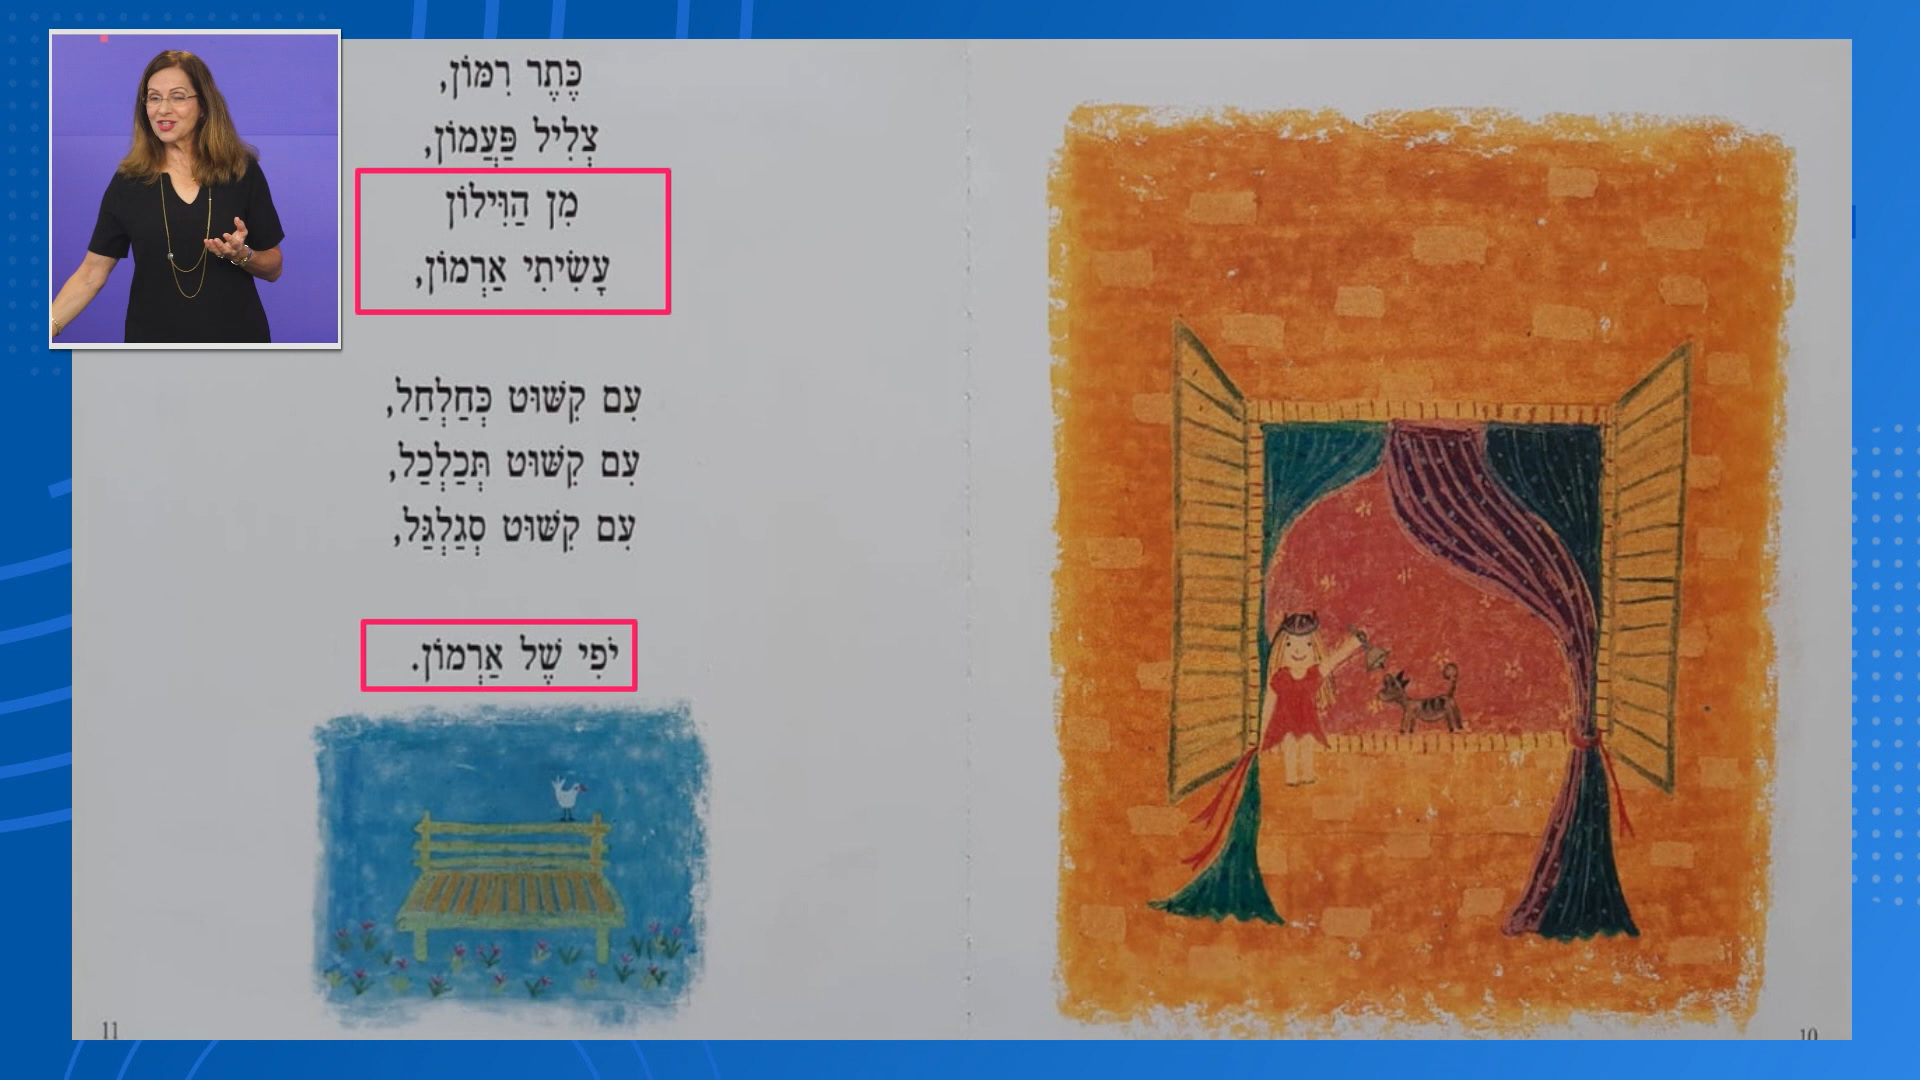 כֶּתֶר רִמּוֹן,
צְלִיל פַּעֲמוֹן,
מִן הַוִּילוֹן
עָשִׂיתִי אַרְמוֹן,
עִם קִשּׁוּט כְּחַלְחַל,
עִם קִשּׁוּט תְּכַלְכַל,
עִם קִשּׁוּט סְגַלְגַּל,
יֹפִי שֶׁל אַרְמוֹן.
11
10